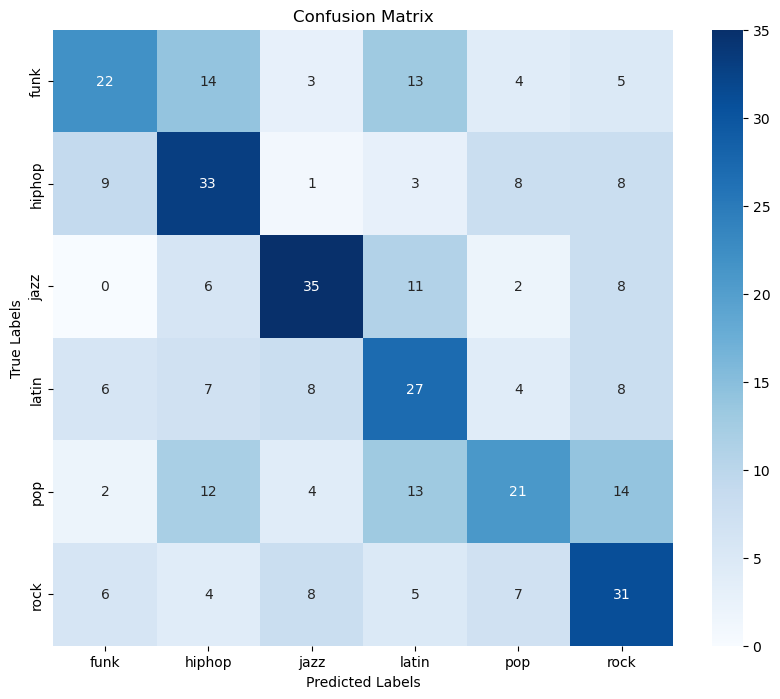 Confusion Matrix
funk 22 14 3 13 4 5
hiphop 9 33 1 3 8 8
jazz 0 6 35 11 2 8
latin 6 7 8 27 4 8
pop 2 12 4 13 21 14
rock 6 4 8 5 7 31
funk hiphop jazz latin pop rock
Predicted Labels
True Labels
35
30
25
20
15
10
5
0